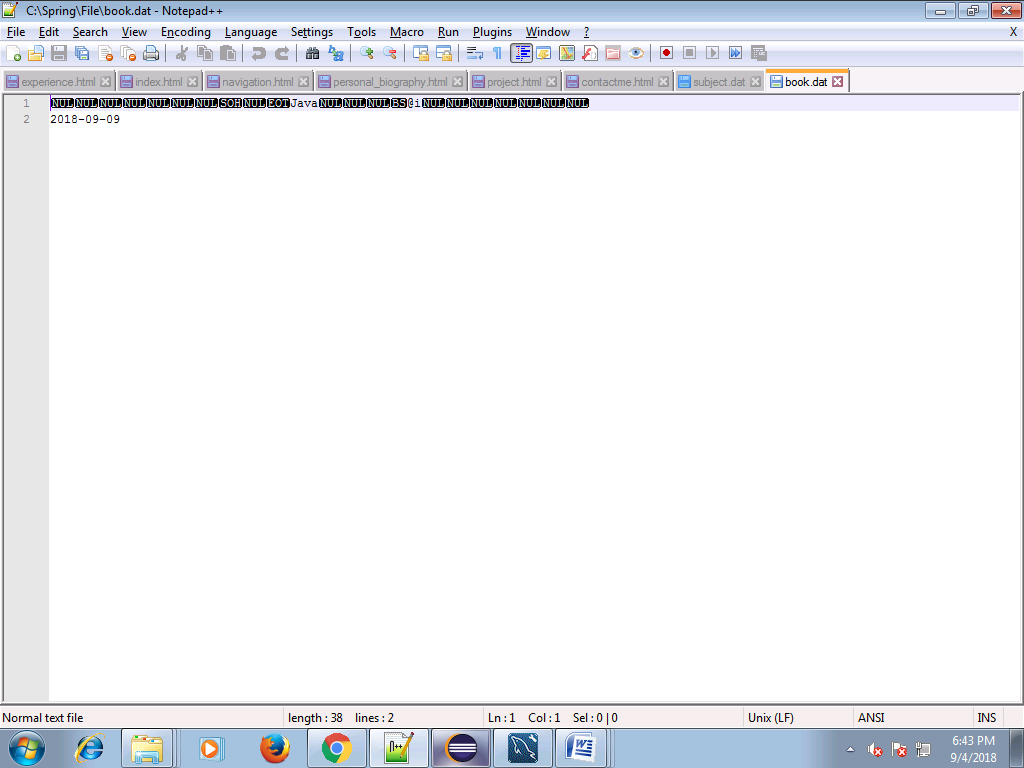 C:\Spring\File\book.dat - Notepad++
File Edit Search View Encoding Language Settings Tools Macro Run Plugins Window ? X
experience.html index.html navigation.html personal_biography.html project.html contactme.html subject.dat book.dat
1 NULNULNULNULNULNULNULSOHNULEOTJavaNULNULNULBS@iNULNULNULNULNULNULNUL
2 2018-09-09
Normal text file length : 38 lines : 2 Ln : 1 Col : 1 Sel : 0 | 0 Unix (LF) ANSI INS
6:43 PM
9/4/2018